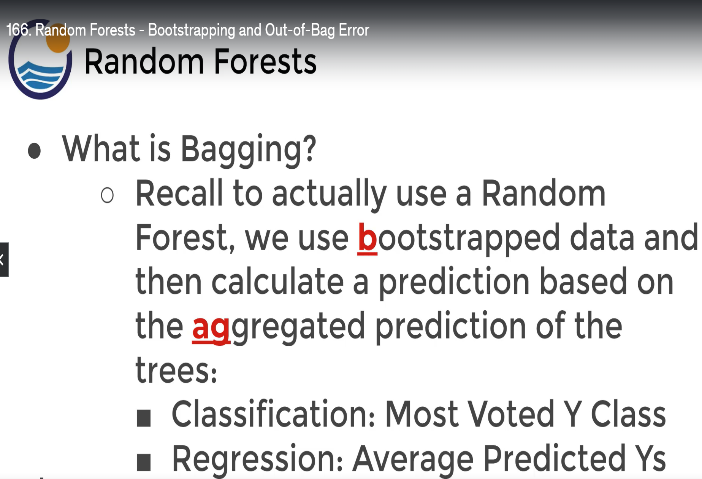 166. Random Forests - Bootstrapping and Out-of-Bag Error
Random Forests
● What is Bagging?
○ Recall to actually use a Random
Forest, we use bootstrapped data and
then calculate a prediction based on
the aggregated prediction of the
trees:
■ Classification: Most Voted Y Class
■ Regression: Average Predicted Ys